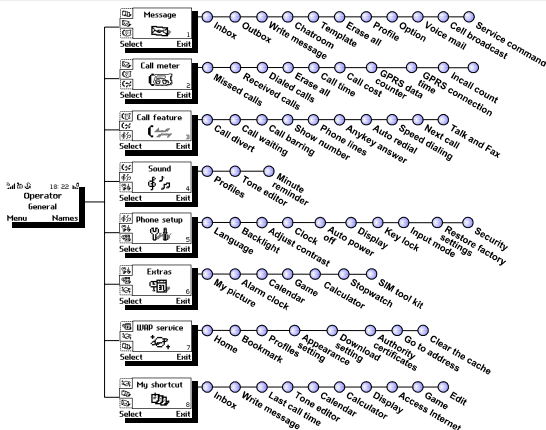 Message
1
Select Exit
Inbox
Outbox
Write message
Chatroom
Template
Erase all
Profile
Option
Voice mail
Cell broadcast
Service command
Call meter
2
Select Exit
Missed calls
Received calls
Dialed calls
Erase all
Call time
Call cost
GPRS data
counter
GPRS connection
time
Incall count
Call feature
3
Select Exit
Call divert
Call waiting
Call barring
Show number
Phone lines
Anykey answer
Auto redial
Speed dialing
Next call
Talk and Fax
Sound
4
Select Exit
Profiles
Tone editor
Minute
reminder
18:22
Operator
General
Menu Names
Phone setup
5
Select Exit
Language
Backlight
Adjust contrast
Clock
Auto power
off
Display
Key lock
Input mode
Restore factory
settings
Security
Extras
6
Select Exit
My picture
Alarm clock
Calendar
Game
Calculator
Stopwatch
SIM tool kit
WAP service
7
Select Exit
Home
Bookmark
Profiles
Appearance
setting
Download
setting
Authority
certificates
Go to address
Clear the cache
My shortcut
8
Select Exit
Inbox
Write message
Last call time
Tone editor
Calendar
Calculator
Display
Access Internet
Game
Edit